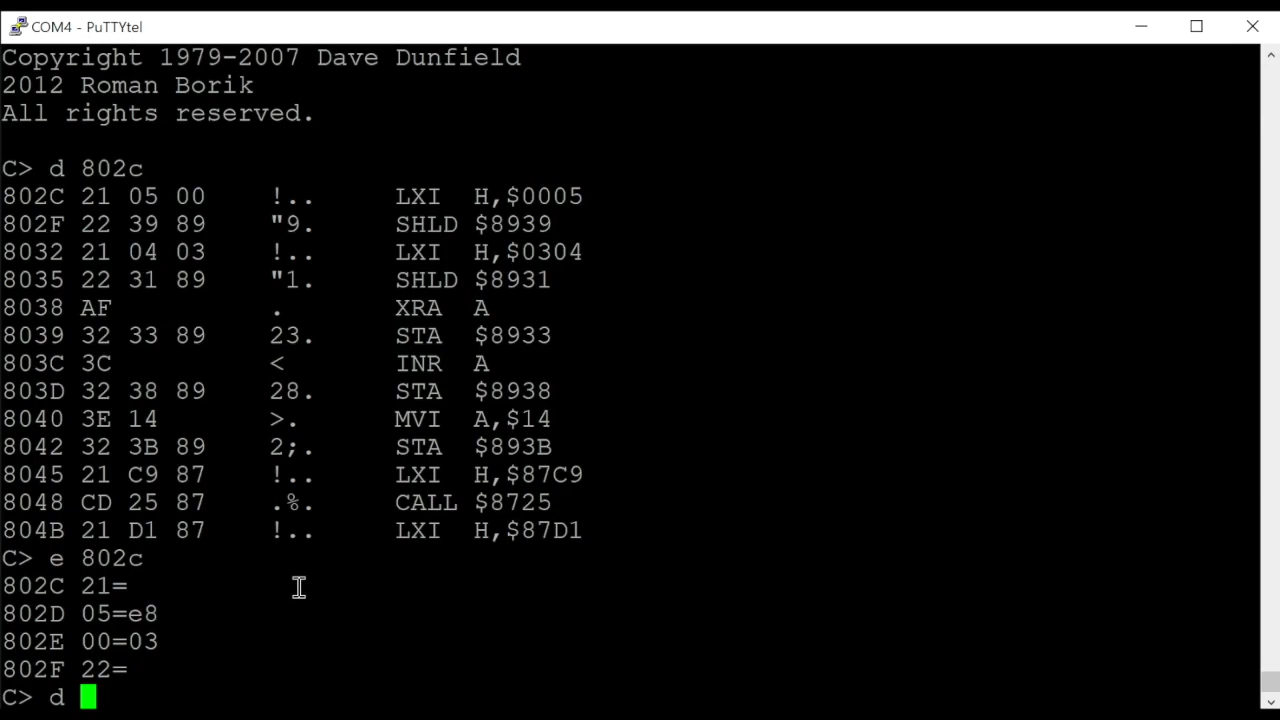 COM4 - PuTTYtel
Copyright 1979-2007 Dave Dunfield
2012 Roman Borik
All rights reserved.
C> d 802c
802C 21 05 00    !..     LXI  H,$0005
802F 22 39 89    "9.     SHLD $8939
8032 21 04 03    !..     LXI  H,$0304
8035 22 31 89    "1.     SHLD $8931
8038 AF          .       XRA  A
8039 32 33 89    23.     STA  $8933
803C 3C          <       INR  A
803D 32 38 89    28.     STA  $8938
8040 3E 14       >.      MVI  A,$14
8042 32 3B 89    2;.     STA  $893B
8045 21 C9 87    !..     LXI  H,$87C9
8048 CD 25 87    .%.     CALL $8725
804B 21 D1 87    !..     LXI  H,$87D1
C> e 802c
802C 21=
802D 05=e8
802E 00=03
802F 22=
C> d